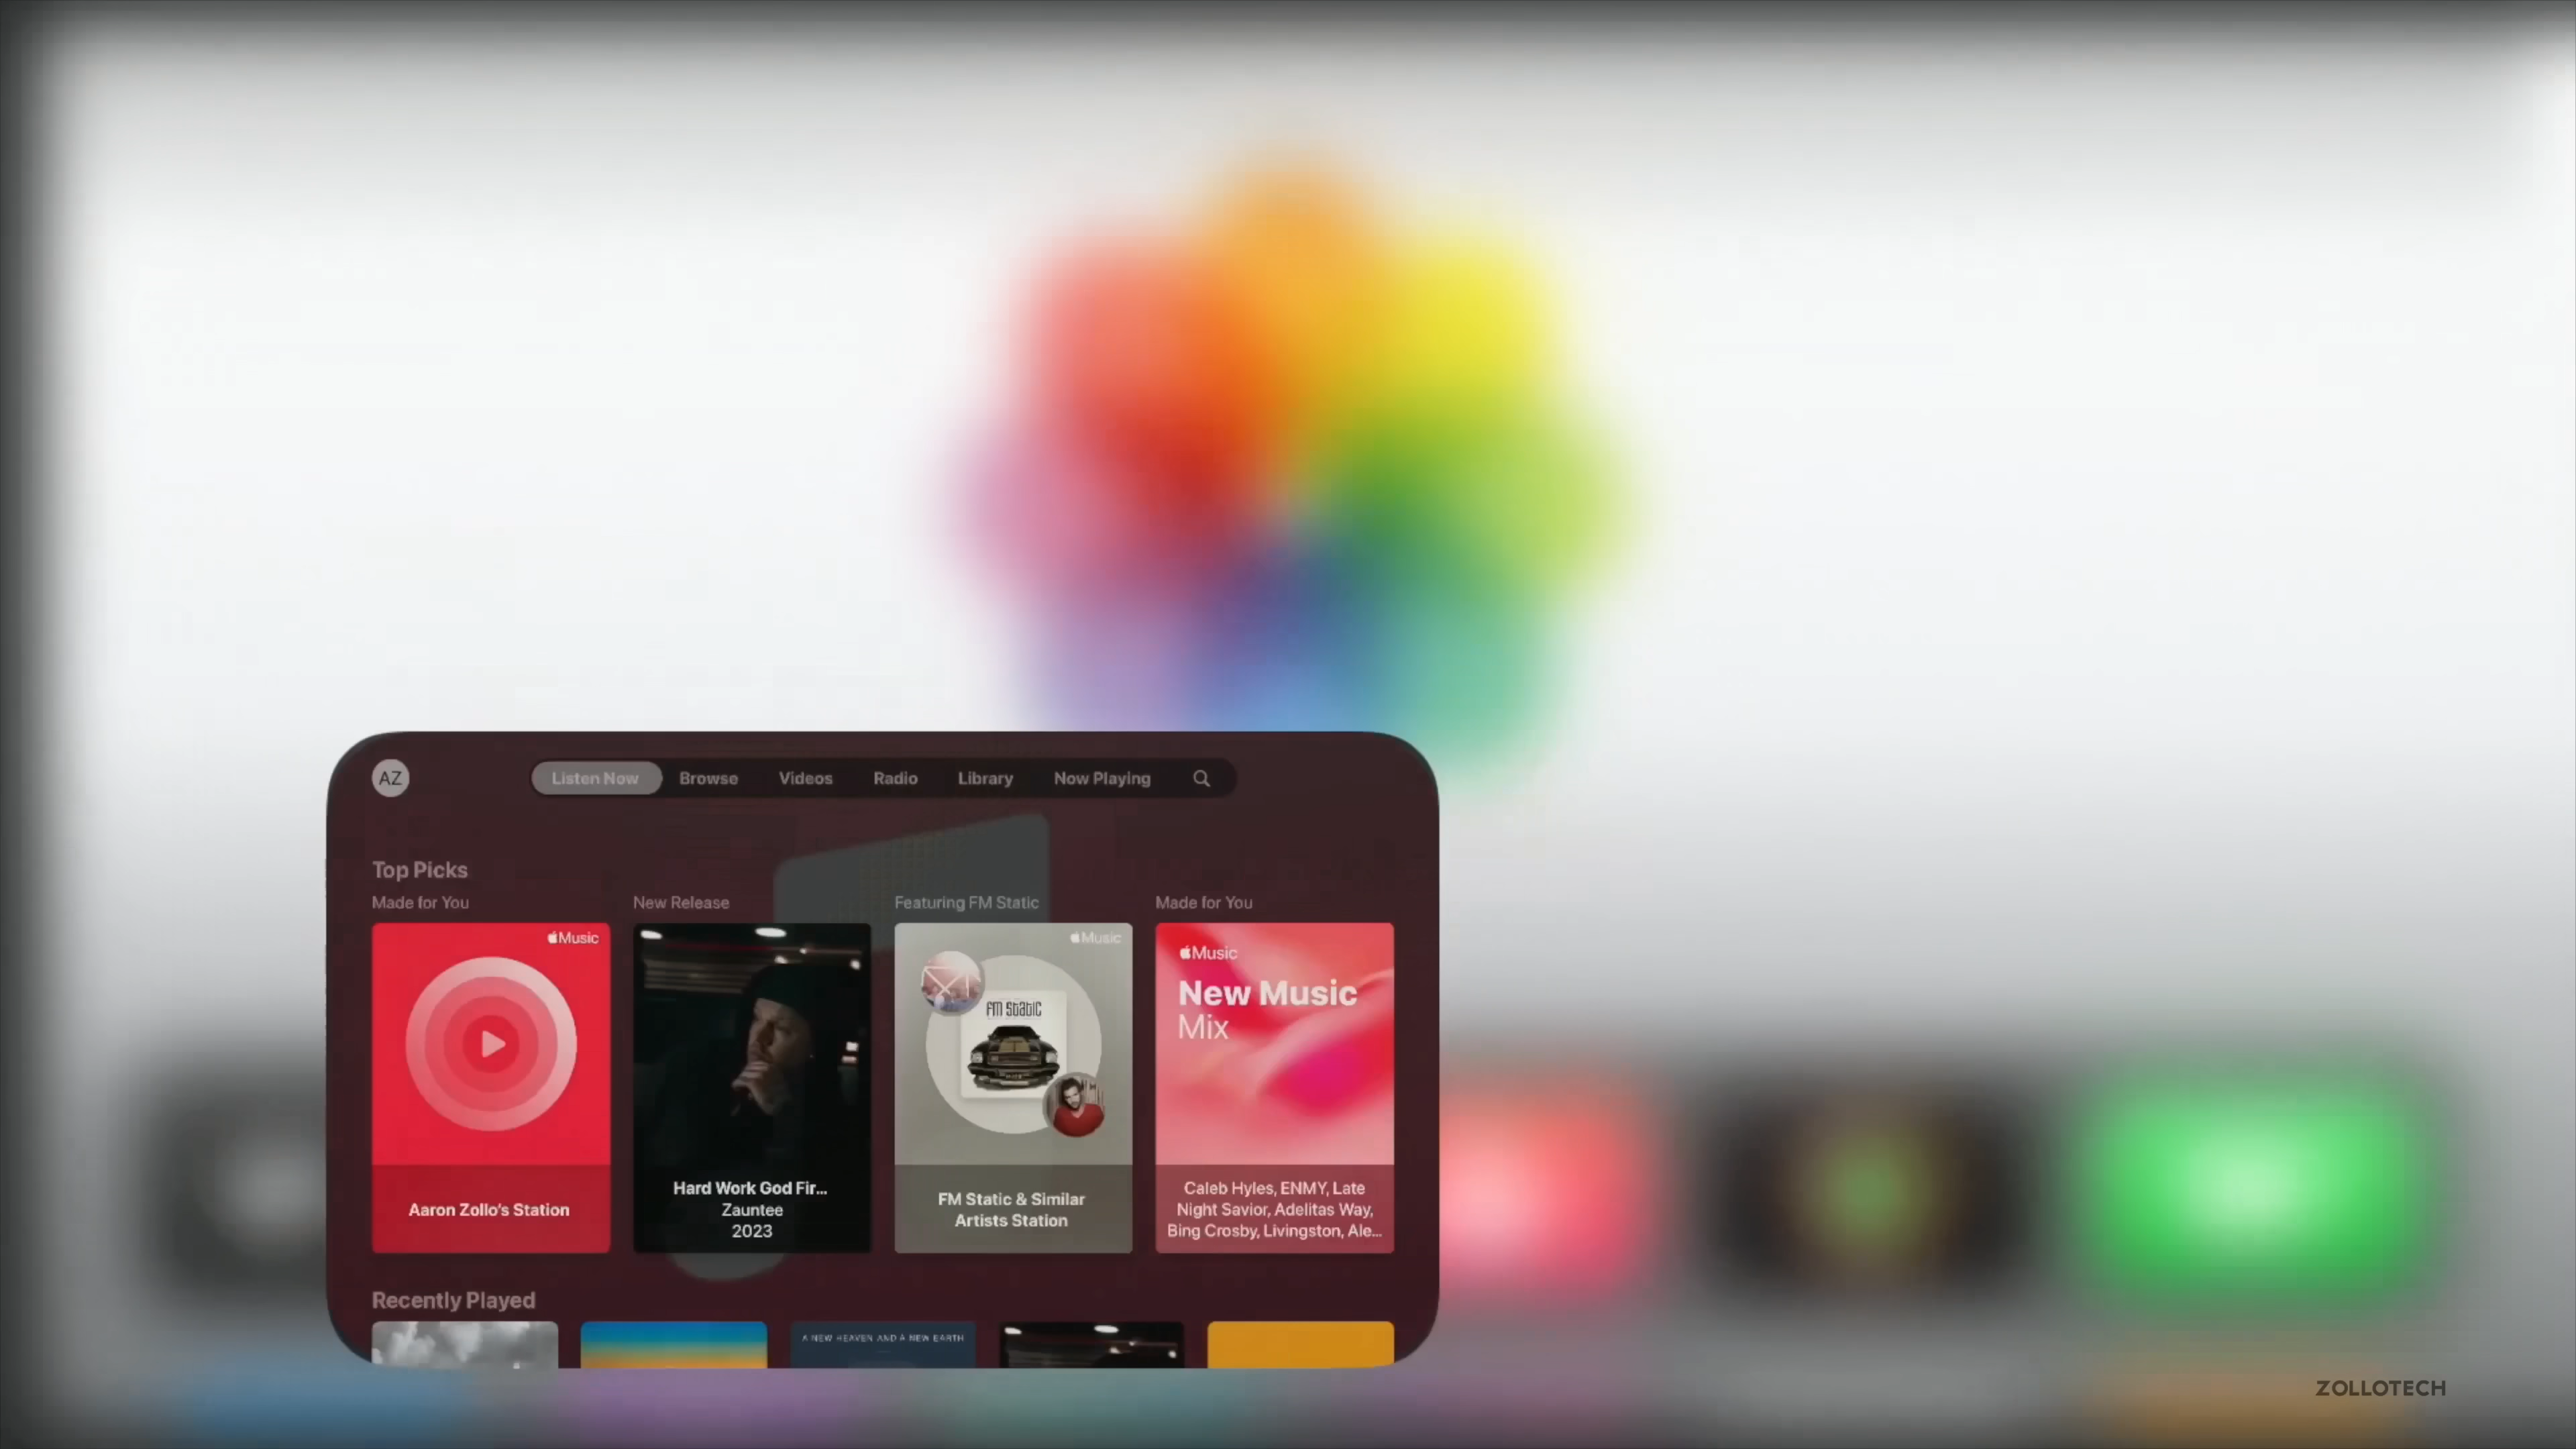 AZ
Listen Now
Browse
Videos
Radio
Library
Now Playing
Top Picks
Made for You
New Release
Featuring FM Static
Made for You
Music
Music
Music
New Music
Mix
FM Static
Aaron Zollo's Station
Hard Work God Fir...
Zauntee
2023
FM Static & Similar
Artists Station
Caleb Hyles, ENMY, Late
Night Savior, Adelitas Way,
Bing Crosby, Livingston, Ale...
Recently Played
A NEW HEAVEN AND A NEW EARTH
ZOLLOTECH